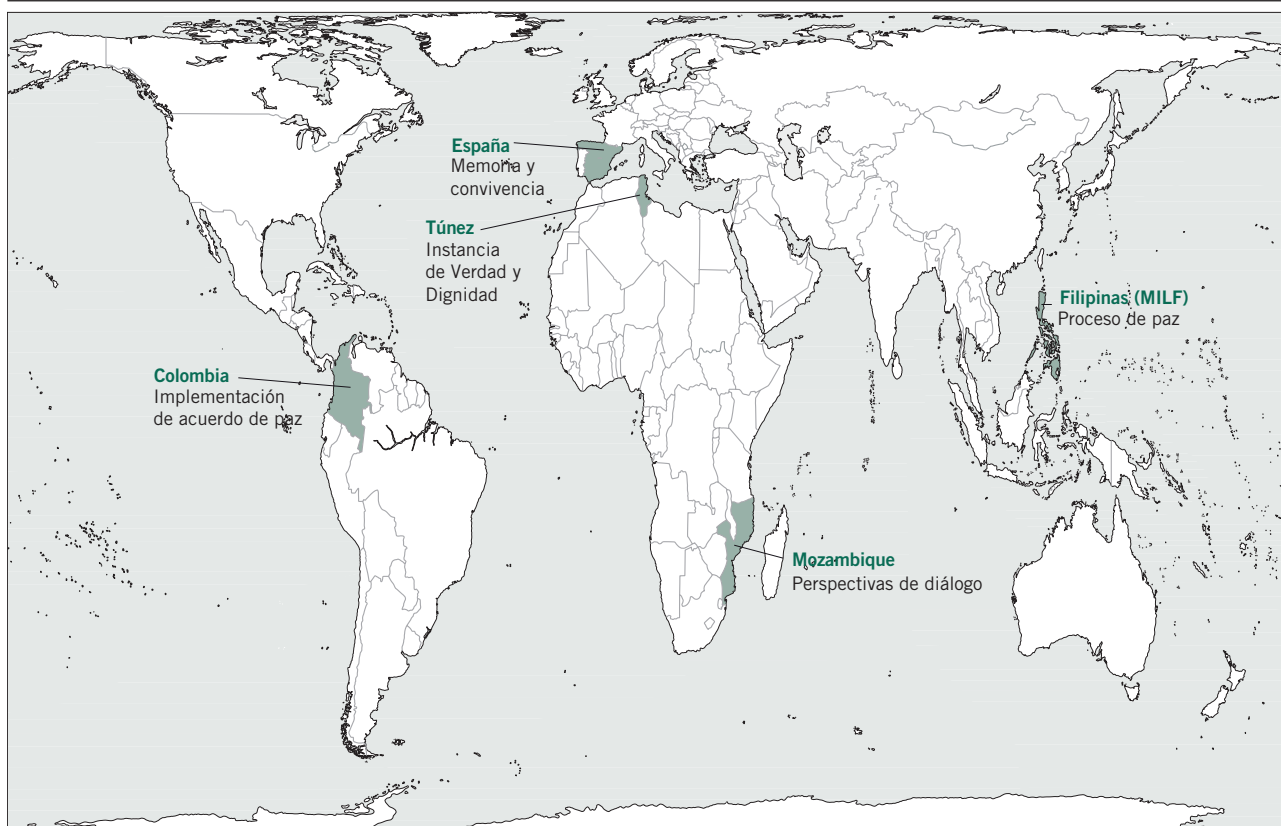 España
Memoria y
convivencia
Túnez
Instancia
de Verdad y
Dignidad
Filipinas (MILF)
Proceso de paz
Colombia
Implementación
de acuerdo de paz
Mozambique
Perspectivas de diálogo